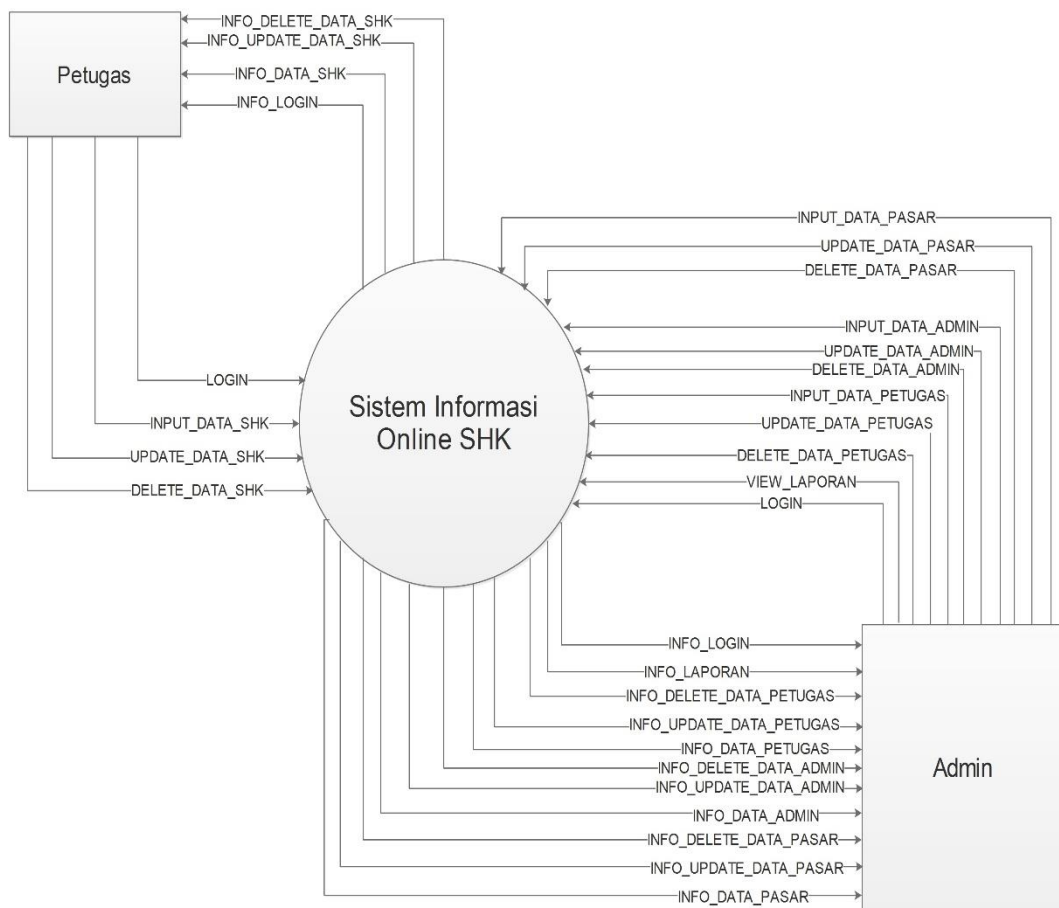 INFO_DELETE_DATA_SHK
INFO_UPDATE_DATA_SHK
Petugas
INFO_DATA_SHK
INFO_LOGIN
INPUT_DATA_PASAR
UPDATE_DATA_PASAR
DELETE_DATA_PASAR
INPUT_DATA_ADMIN
UPDATE_DATA_ADMIN
DELETE_DATA_ADMIN
LOGIN
INPUT_DATA_PETUGAS
Sistem Informasi
Online SHK
INPUT_DATA_SHK
UPDATE_DATA_PETUGAS
UPDATE_DATA_SHK
DELETE_DATA_PETUGAS
DELETE_DATA_SHK
VIEW_LAPORAN
LOGIN
INFO_LOGIN
INFO_LAPORAN
INFO_DELETE_DATA_PETUGAS
INFO_UPDATE_DATA_PETUGAS
INFO_DATA_PETUGAS
INFO_DELETE_DATA_ADMIN
Admin
INFO_UPDATE_DATA_ADMIN
INFO_DATA_ADMIN
INFO_DELETE_DATA_PASAR
INFO_UPDATE_DATA_PASAR
INFO_DATA_PASAR